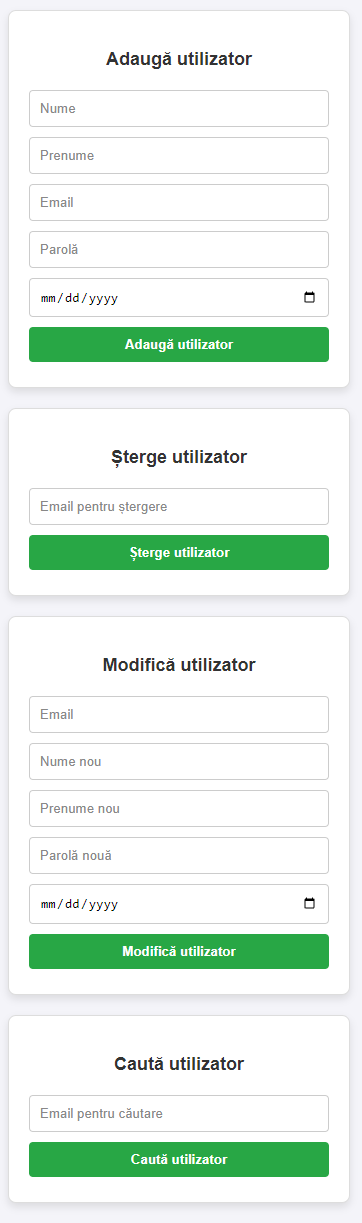 Adaugă utilizator
Nume
Prenume
Email
Parolă
mm/dd/yyyy
Adaugă utilizator
Șterge utilizator
Email pentru ștergere
Șterge utilizator
Modifică utilizator
Email
Nume nou
Prenume nou
Parolă nouă
mm/dd/yyyy
Modifică utilizator
Caută utilizator
Email pentru căutare
Caută utilizator